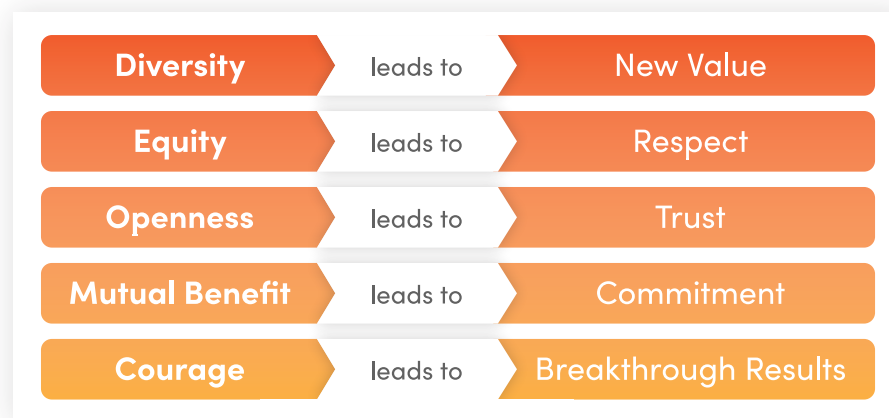 Diversity leads to New Value
Equity leads to Respect
Openness leads to Trust
Mutual Benefit leads to Commitment
Courage leads to Breakthrough Results